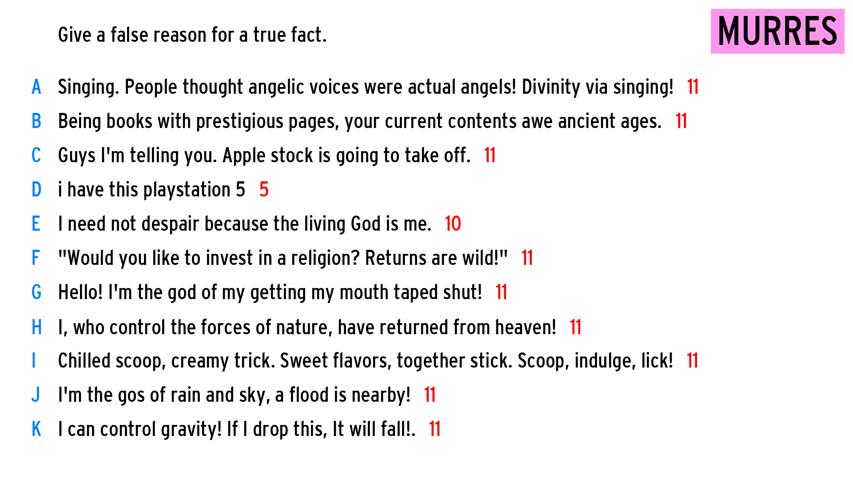 Give a false reason for a true fact.
MURRES
A Singing. People thought angelic voices were actual angels! Divinity via singing! 11
B Being books with prestigious pages, your current contents awe ancient ages. 11
C Guys I'm telling you. Apple stock is going to take off. 11
D i have this playstation 5 5
E I need not despair because the living God is me. 10
F "Would you like to invest in a religion? Returns are wild!" 11
G Hello! I'm the god of my getting my mouth taped shut! 11
H I, who control the forces of nature, have returned from heaven! 11
I Chilled scoop, creamy trick. Sweet flavors, together stick. Scoop, indulge, lick! 11
J I'm the gos of rain and sky, a flood is nearby! 11
K I can control gravity! If I drop this, It will fall!. 11